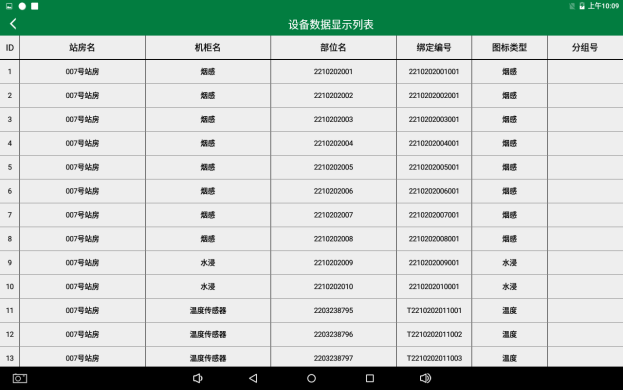 上午10:09
设备数据显示列表
ID 站房名 机柜名 部位名 绑定编号 图标类型 分组号
1 007号站房 烟感 2210202001 2210202001001 烟感
2 007号站房 烟感 2210202002 2210202002001 烟感
3 007号站房 烟感 2210202003 2210202003001 烟感
4 007号站房 烟感 2210202004 2210202004001 烟感
5 007号站房 烟感 2210202005 2210202005001 烟感
6 007号站房 烟感 2210202006 2210202006001 烟感
7 007号站房 烟感 2210202007 2210202007001 烟感
8 007号站房 烟感 2210202008 2210202008001 烟感
9 007号站房 水浸 2210202009 2210202009001 水浸
10 007号站房 水浸 2210202010 2210202010001 水浸
11 007号站房 温度传感器 2203238795 T2210202011001 温度
12 007号站房 温度传感器 2203238796 T2210202011002 温度
13 007号站房 温度传感器 2203238797 T2210202011003 温度